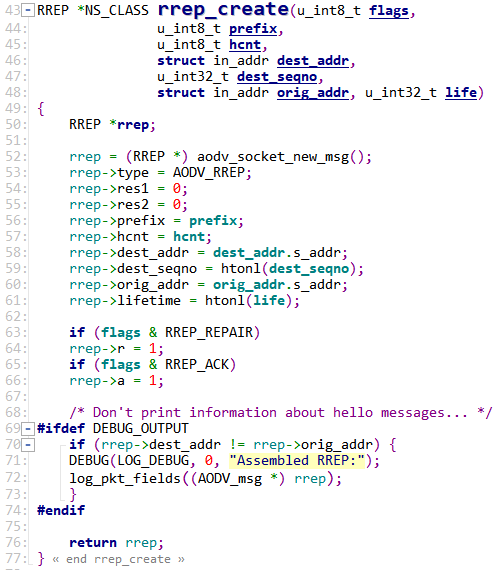 43 RREP *NS_CLASS rrep_create(u_int8_t flags,
44:                 u_int8_t prefix,
45:                 u_int8_t hcnt,
46:                 struct in_addr dest_addr,
47:                 u_int32_t dest_seqno,
48:                 struct in_addr orig_addr, u_int32_t life)
49: {
50:     RREP *rrep;
51:
52:     rrep = (RREP *) aodv_socket_new_msg();
53:     rrep->type = AODV_RREP;
54:     rrep->res1 = 0;
55:     rrep->res2 = 0;
56:     rrep->prefix = prefix;
57:     rrep->hcnt = hcnt;
58:     rrep->dest_addr = dest_addr.s_addr;
59:     rrep->dest_seqno = htonl(dest_seqno);
60:     rrep->orig_addr = orig_addr.s_addr;
61:     rrep->lifetime = htonl(life);
62:
63:     if (flags & RREP_REPAIR)
64:     rrep->r = 1;
65:     if (flags & RREP_ACK)
66:     rrep->a = 1;
67:
68:     /* Don't print information about hello messages... */
69 #ifdef DEBUG_OUTPUT
70     if (rrep->dest_addr != rrep->orig_addr) {
71:     DEBUG(LOG_DEBUG, 0, "Assembled RREP:");
72:     log_pkt_fields((AODV_msg *) rrep);
73:     }
74: #endif
75:
76:     return rrep;
77: } « end rrep_create »